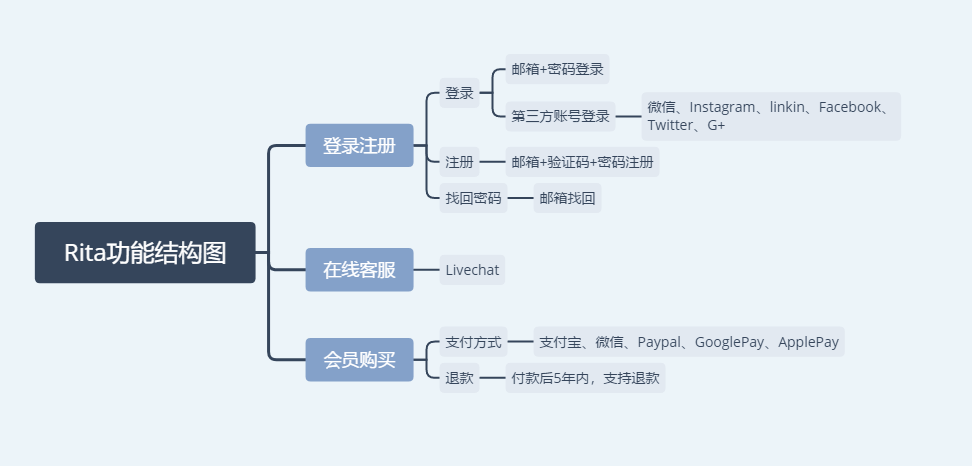 Rita功能结构图
登录注册
登录
邮箱+密码登录
第三方账号登录
微信、Instagram、linkin、Facebook、
Twitter、G+
注册
邮箱+验证码+密码注册
找回密码
邮箱找回
在线客服
Livechat
会员购买
支付方式
支付宝、微信、Paypal、GooglePay、ApplePay
退款
付款后5年内，支持退款